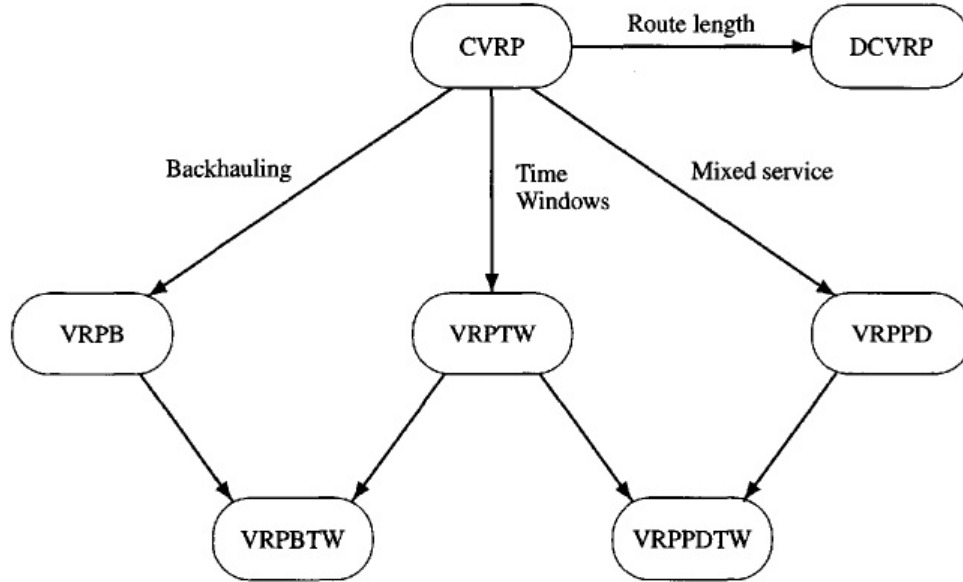 CVRP
Route length
DCVRP
Backhauling
Time
Windows
Mixed service
VRPB
VRPTW
VRPPD
VRPBTW
VRPPDTW